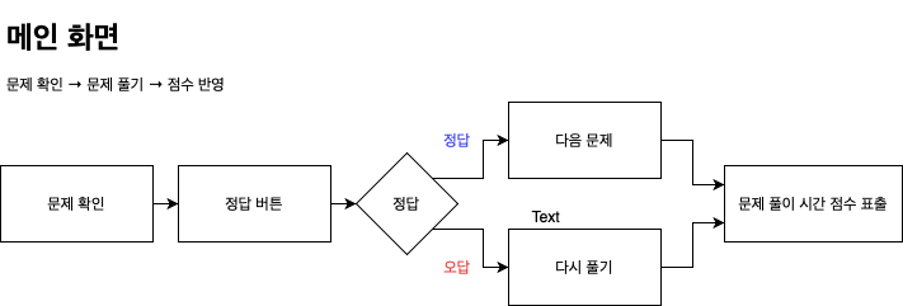 메인 화면
문제 확인 → 문제 풀기 → 점수 반영
문제 확인
정답 버튼
정답
정답
다음 문제
오답
Text
다시 풀기
문제 풀이 시간 점수 표출